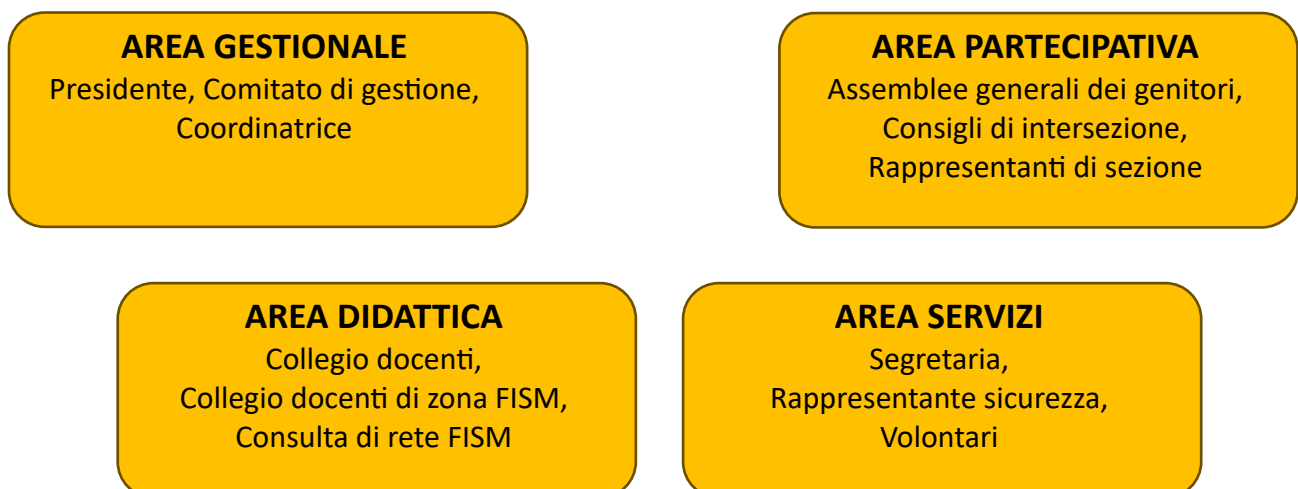 AREA GESTIONALE
Presidente, Comitato di gestione,
Coordinatrice
AREA PARTECIPATIVA
Assemblee generali dei genitori,
Consigli di intersezione,
Rappresentanti di sezione
AREA DIDATTICA
Collegio docenti,
Collegio docenti di zona FISM,
Consulta di rete FISM
AREA SERVIZI
Segretaria,
Rappresentante sicurezza,
Volontari